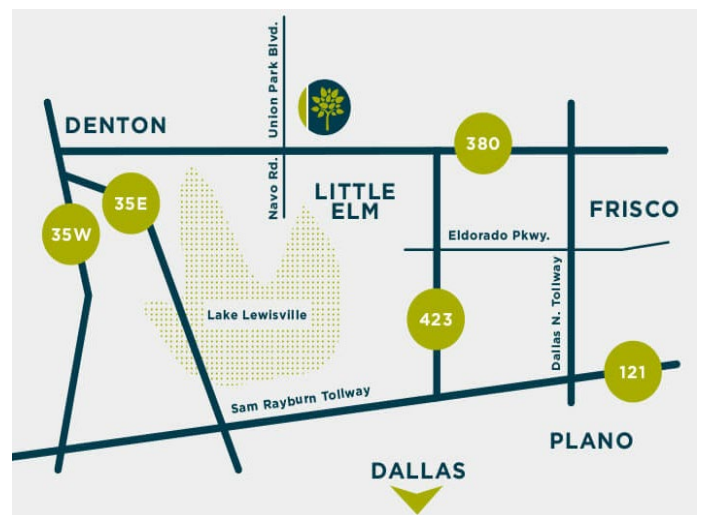 Union Park Blvd.
DENTON
380
Navo Rd.
LITTLE
ELM
35E
FRISCO
35W
Eldorado Pkwy.
Lake Lewisville
423
Dallas N. Tollway
121
Sam Rayburn Tollway
PLANO
DALLAS